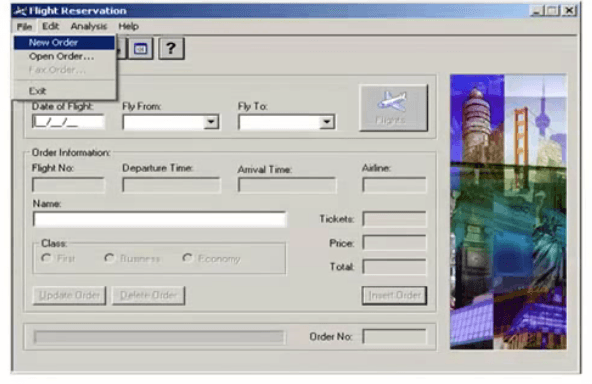 Flight Reservation
File Edit Analysis Help
New Order
Open Order...
Fax Order...
Exit
?
Date of Flight: Fly From: Fly To:
__/__/__
Flights
Order Information:
Flight No: Departure Time: Arrival Time: Airline:
Name:
Tickets:
Class:
Price:
First Business Economy
Total:
Update Order Delete Order Insert Order
Order No: